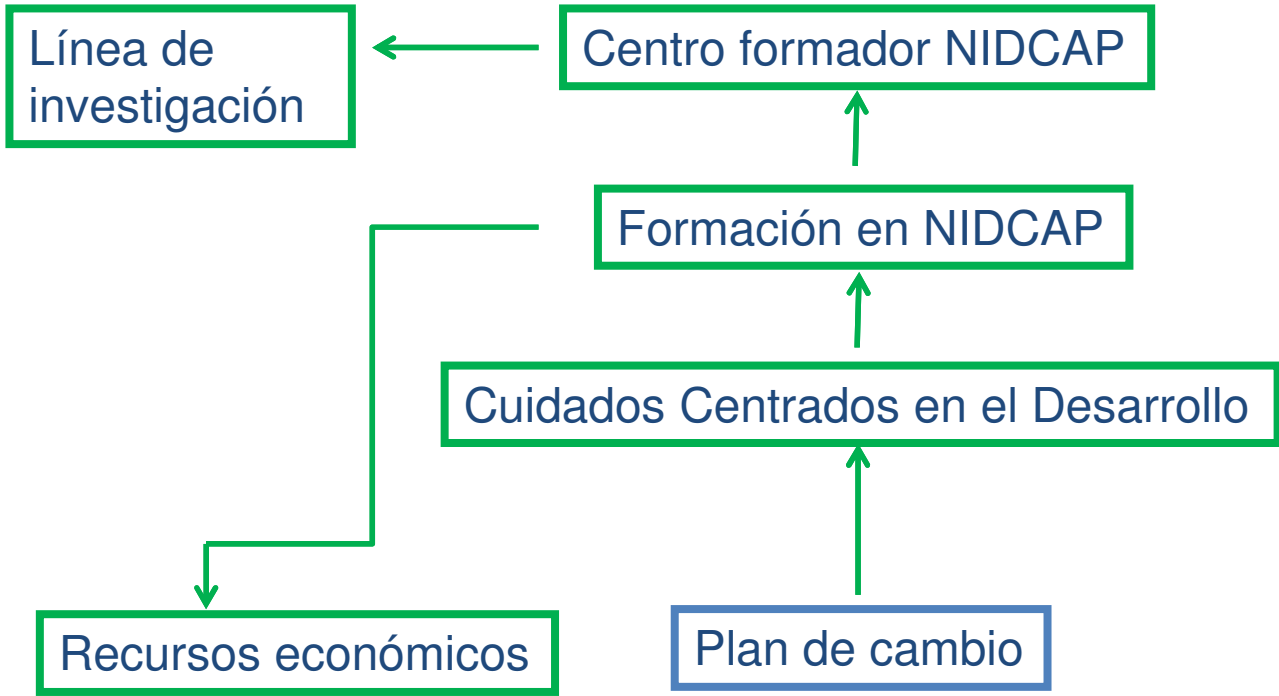 Línea de
investigación
Centro formador NIDCAP
Formación en NIDCAP
Cuidados Centrados en el Desarrollo
Recursos económicos
Plan de cambio